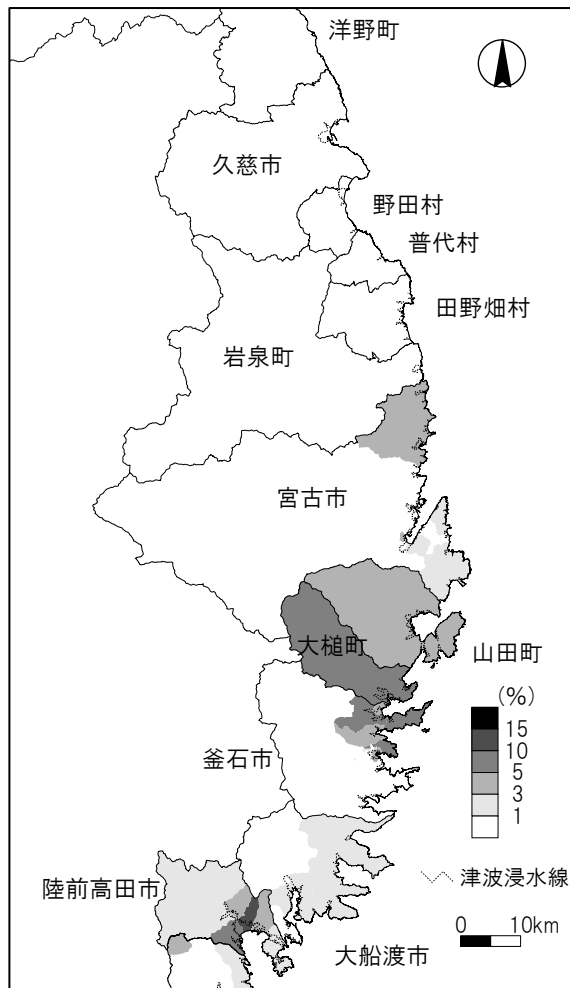 洋野町
久慈市
野田村
普代村
田野畑村
岩泉町
宮古市
大槌町
山田町
(%)
15
10
5
3
1
釜石市
陸前高田市
津波浸水線
0 10km
大船渡市